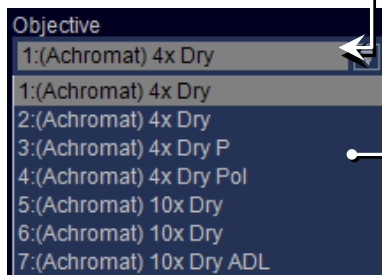 Objective
1:(Achromat) 4x Dry
1:(Achromat) 4x Dry
2:(Achromat) 4x Dry
3:(Achromat) 4x Dry P
4:(Achromat) 4x Dry Pol
5:(Achromat) 10x Dry
6:(Achromat) 10x Dry
7:(Achromat) 10x Dry ADL